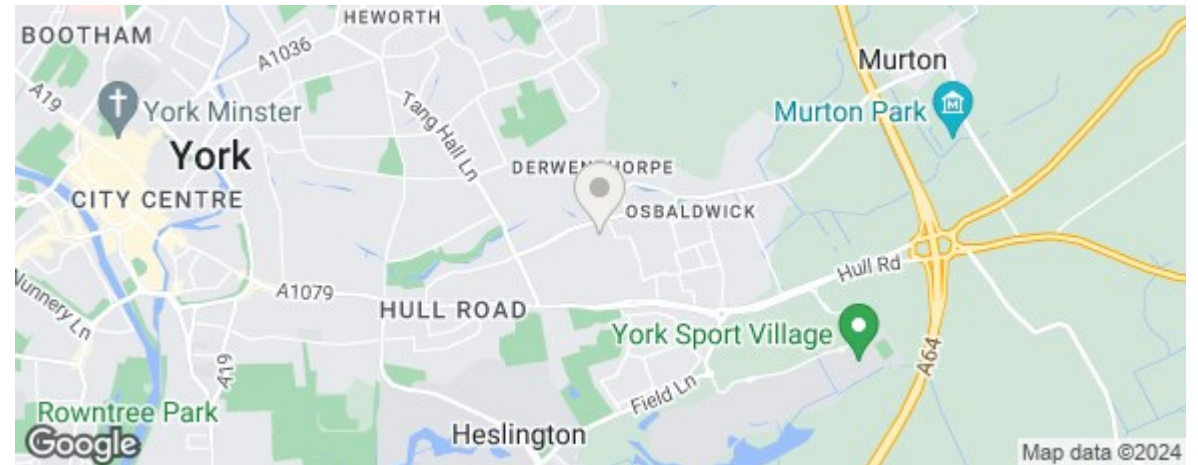 HEWORTH
BOOTHAM
A1036
Murton
A19
York Minster
Tang Hall Ln
Murton Park
York
DERWENTHORPE
CITY CENTRE
OSBALDWICK
Hull Rd
Nunnery Ln
A1079
HULL ROAD
York Sport Village
A19
A64
Field Ln
Rowntree Park
Heslington
Google
Map data ©2024